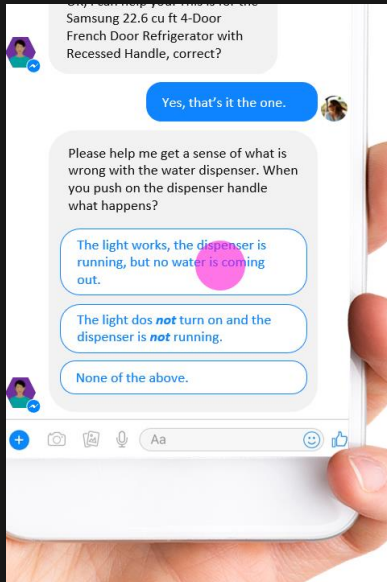 Samsung 22.6 cu ft 4-Door
French Door Refrigerator with
Recessed Handle, correct?
Yes, that's it the one.
Please help me get a sense of what is
wrong with the water dispenser. When
you push on the dispenser handle
what happens?
The light works, the dispenser is
running, but no water is coming
out.
The light dos not turn on and the
dispenser is not running.
None of the above.
Aa